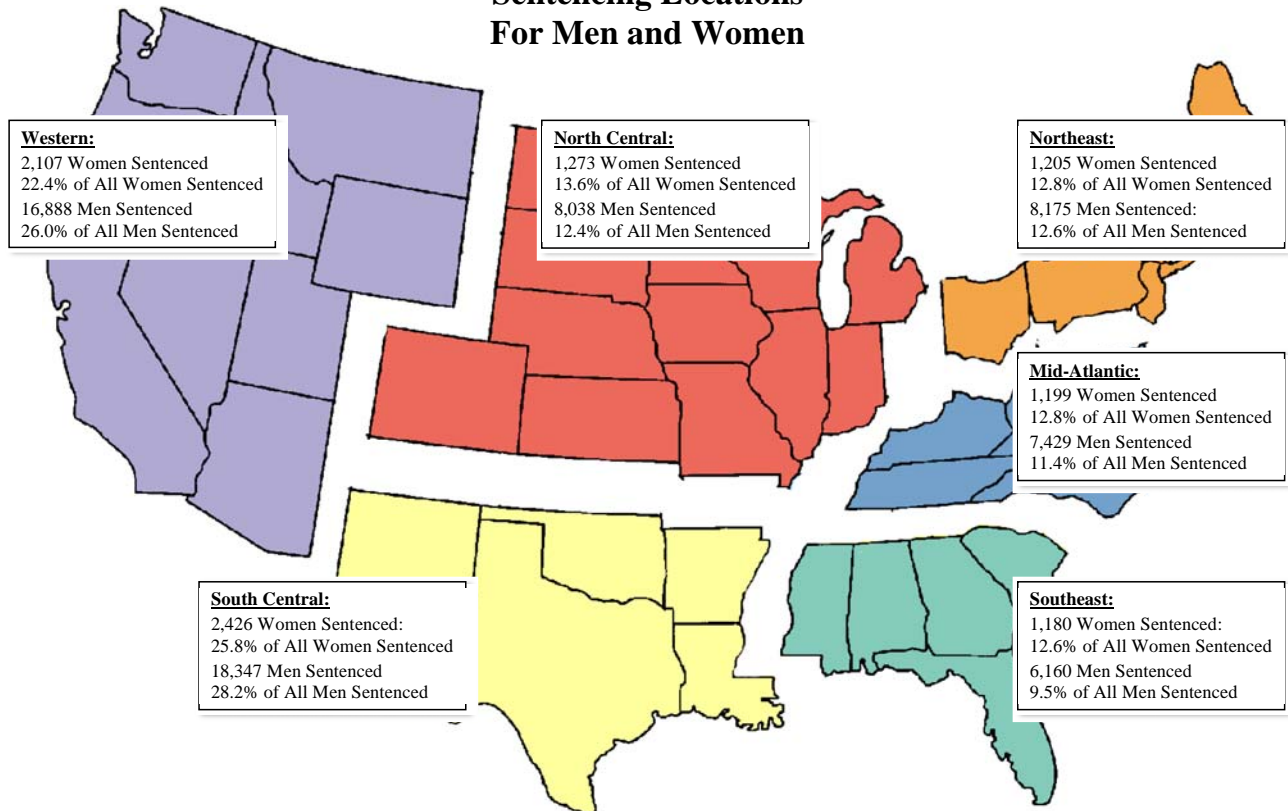 Sentencing Locations
For Men and Women
Western:
2,107 Women Sentenced
22.4% of All Women Sentenced
16,888 Men Sentenced
26.0% of All Men Sentenced
North Central:
1,273 Women Sentenced
13.6% of All Women Sentenced
8,038 Men Sentenced
12.4% of All Men Sentenced
Northeast:
1,205 Women Sentenced
12.8% of All Women Sentenced
8,175 Men Sentenced:
12.6% of All Men Sentenced
Mid-Atlantic:
1,199 Women Sentenced
12.8% of All Women Sentenced
7,429 Men Sentenced
11.4% of All Men Sentenced
South Central:
2,426 Women Sentenced:
25.8% of All Women Sentenced
18,347 Men Sentenced
28.2% of All Men Sentenced
Southeast:
1,180 Women Sentenced:
12.6% of All Women Sentenced
6,160 Men Sentenced
9.5% of All Men Sentenced